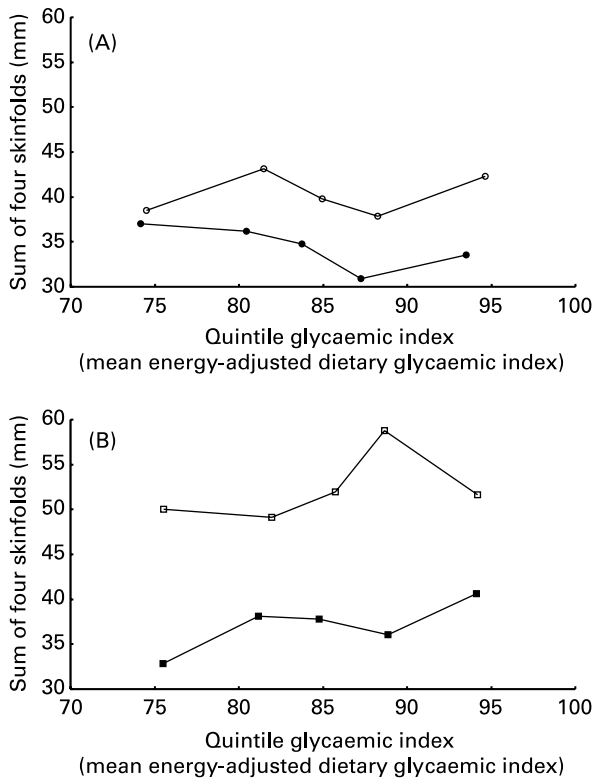 (A)
Sum of four skinfolds (mm)
60
55
50
45
40
35
30
70 75 80 85 90 95 100
Quintile glycaemic index
(mean energy-adjusted dietary glycaemic index)
(B)
Sum of four skinfolds (mm)
60
55
50
45
40
35
30
70 75 80 85 90 95 100
Quintile glycaemic index
(mean energy-adjusted dietary glycaemic index)